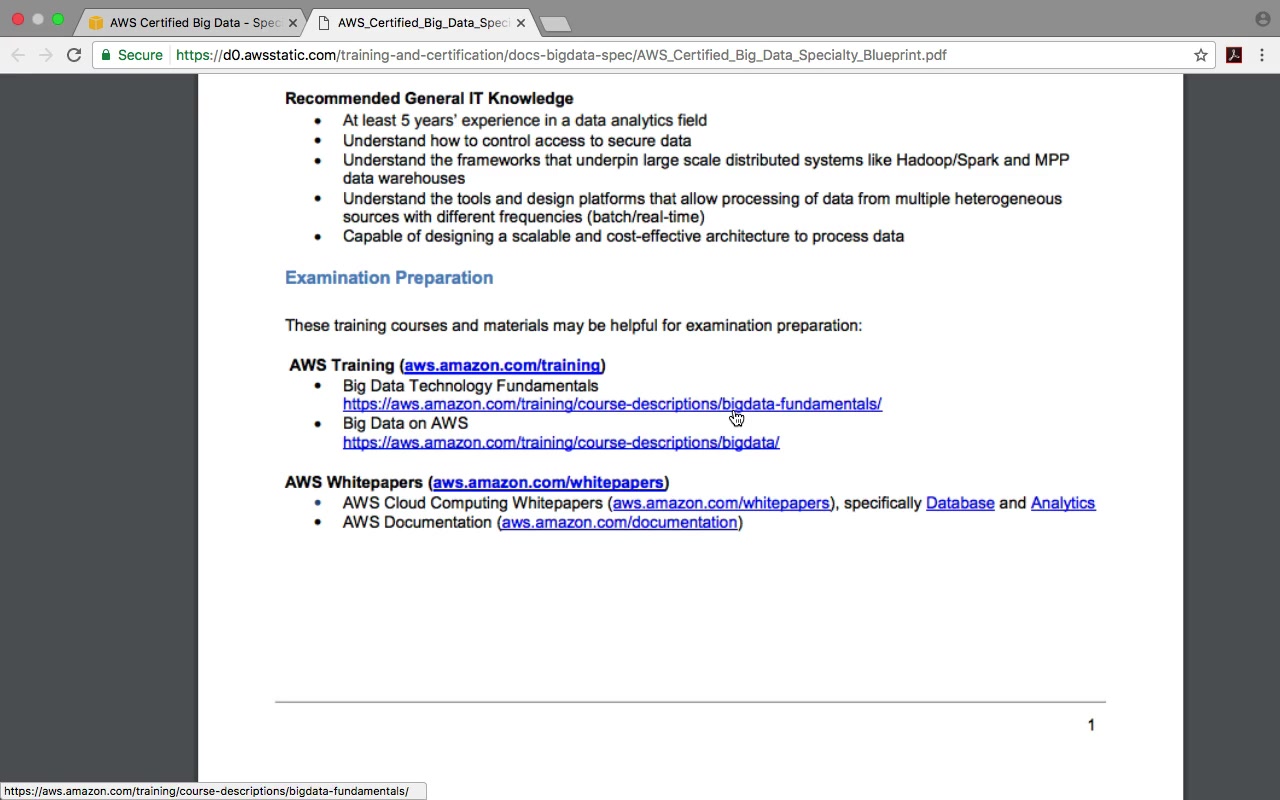 AWS Certified Big Data - Spec
AWS_Certified_Big_Data_Speci
Secure
https://d0.awsstatic.com/training-and-certification/docs-bigdata-spec/AWS_Certified_Big_Data_Specialty_Blueprint.pdf
Recommended General IT Knowledge
• At least 5 years' experience in a data analytics field
• Understand how to control access to secure data
• Understand the frameworks that underpin large scale distributed systems like Hadoop/Spark and MPP
data warehouses
• Understand the tools and design platforms that allow processing of data from multiple heterogeneous
sources with different frequencies (batch/real-time)
• Capable of designing a scalable and cost-effective architecture to process data
Examination Preparation
These training courses and materials may be helpful for examination preparation:
AWS Training (aws.amazon.com/training)
• Big Data Technology Fundamentals
https://aws.amazon.com/training/course-descriptions/bigdata-fundamentals/
• Big Data on AWS
https://aws.amazon.com/training/course-descriptions/bigdata/
AWS Whitepapers (aws.amazon.com/whitepapers)
• AWS Cloud Computing Whitepapers (aws.amazon.com/whitepapers), specifically Database and Analytics
• AWS Documentation (aws.amazon.com/documentation)
1
https://aws.amazon.com/training/course-descriptions/bigdata-fundamentals/